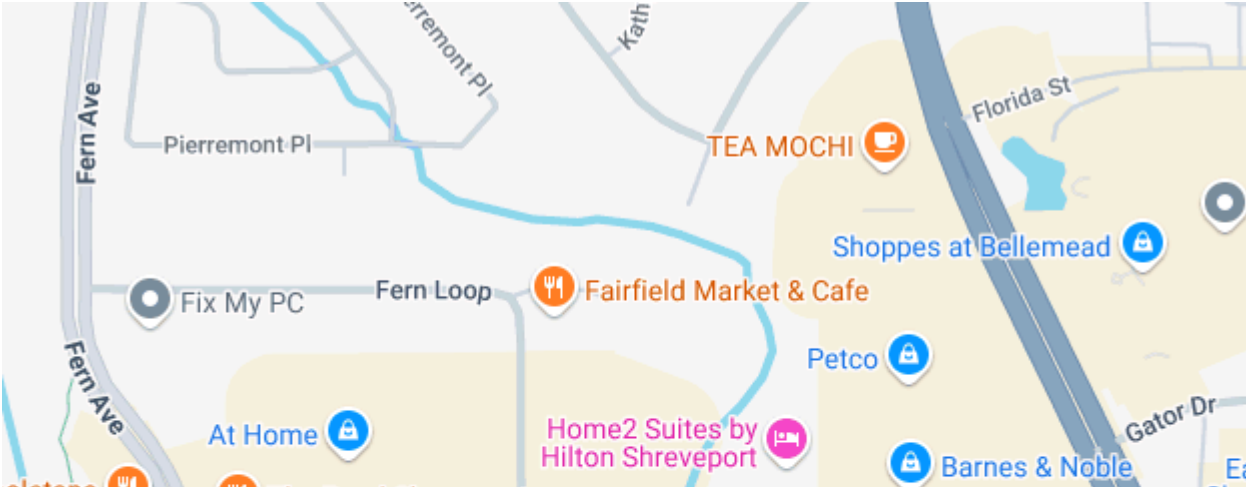 Kath
Pierremont Pl
Fern Ave
Florida St
TEA MOCHI
Pierremont Pl
Shoppes at Bellemead
Fern Loop
Fairfield Market & Cafe
Fix My PC
Petco
Fern Ave
Gator Dr
At Home
Home2 Suites by
Hilton Shreveport
Barnes & Noble